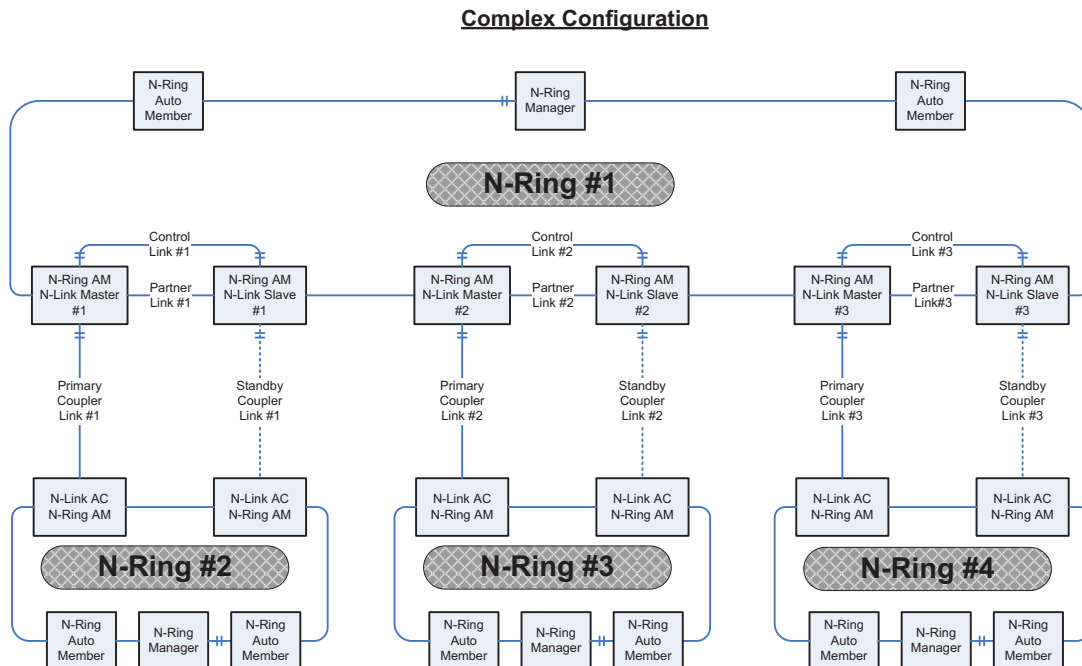 Complex Configuration
N-Ring
Auto
Member
N-Ring
Manager
N-Ring
Auto
Member
N-Ring #1
Control
Link #1
Control
Link #2
Control
Link #3
N-Ring AM
N-Link Master
#1
Partner
Link #1
N-Ring AM
N-Link Slave
#1
N-Ring AM
N-Link Master
#2
Partner
Link #2
N-Ring AM
N-Link Slave
#2
N-Ring AM
N-Link Master
#3
Partner
Link#3
N-Ring AM
N-Link Slave
#3
Primary
Coupler
Link #1
Standby
Coupler
Link #1
Primary
Coupler
Link #2
Standby
Coupler
Link #2
Primary
Coupler
Link #3
Standby
Coupler
Link #3
N-Link AC
N-Ring AM
N-Link AC
N-Ring AM
N-Link AC
N-Ring AM
N-Link AC
N-Ring AM
N-Link AC
N-Ring AM
N-Link AC
N-Ring AM
N-Ring #2
N-Ring #3
N-Ring #4
N-Ring
Auto
Member
N-Ring
Manager
N-Ring
Auto
Member
N-Ring
Auto
Member
N-Ring
Manager
N-Ring
Auto
Member
N-Ring
Auto
Member
N-Ring
Manager
N-Ring
Auto
Member